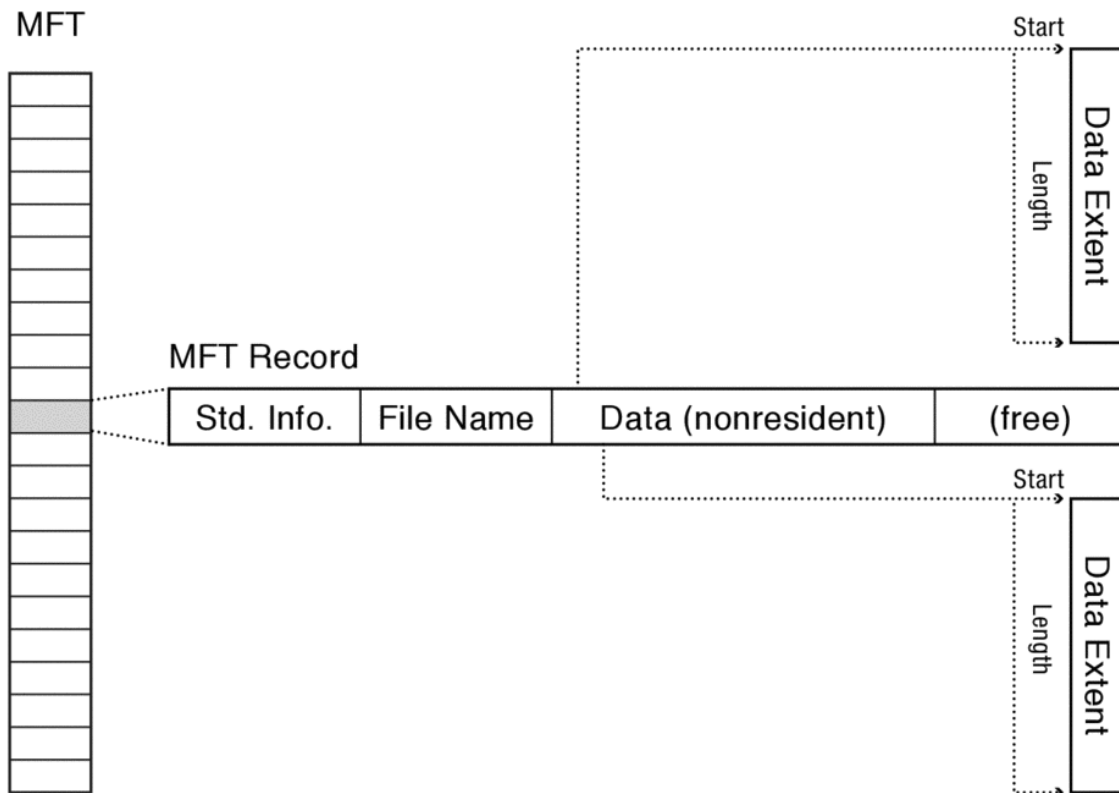 MFT
Start
Length
Data Extent
MFT Record
Std. Info.
File Name
Data (nonresident)
(free)
Start
Length
Data Extent